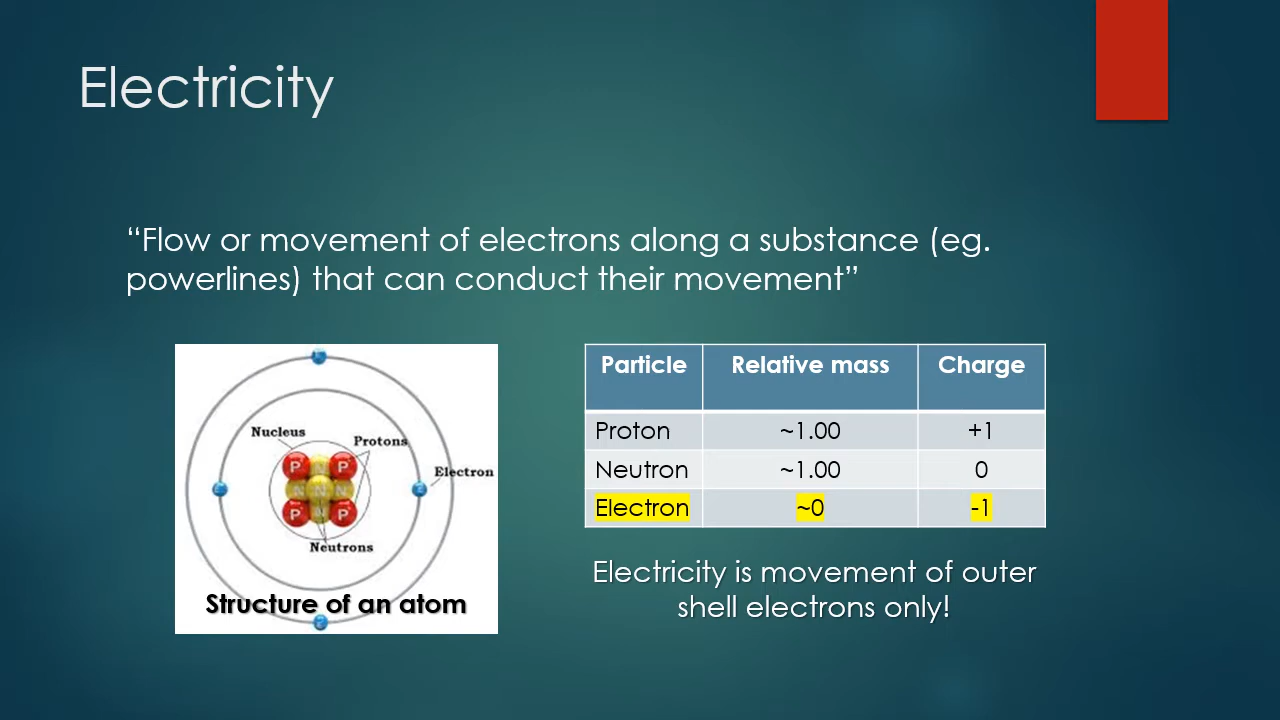 Electricity
“Flow or movement of electrons along a substance (eg.
powerlines) that can conduct their movement”
Nucleus
Protons
Electron
P N P
N N N
P N P
Neutrons
Structure of an atom
Particle Relative mass Charge
Proton ~1.00 +1
Neutron ~1.00 0
Electron ~0 -1
Electricity is movement of outer
shell electrons only!